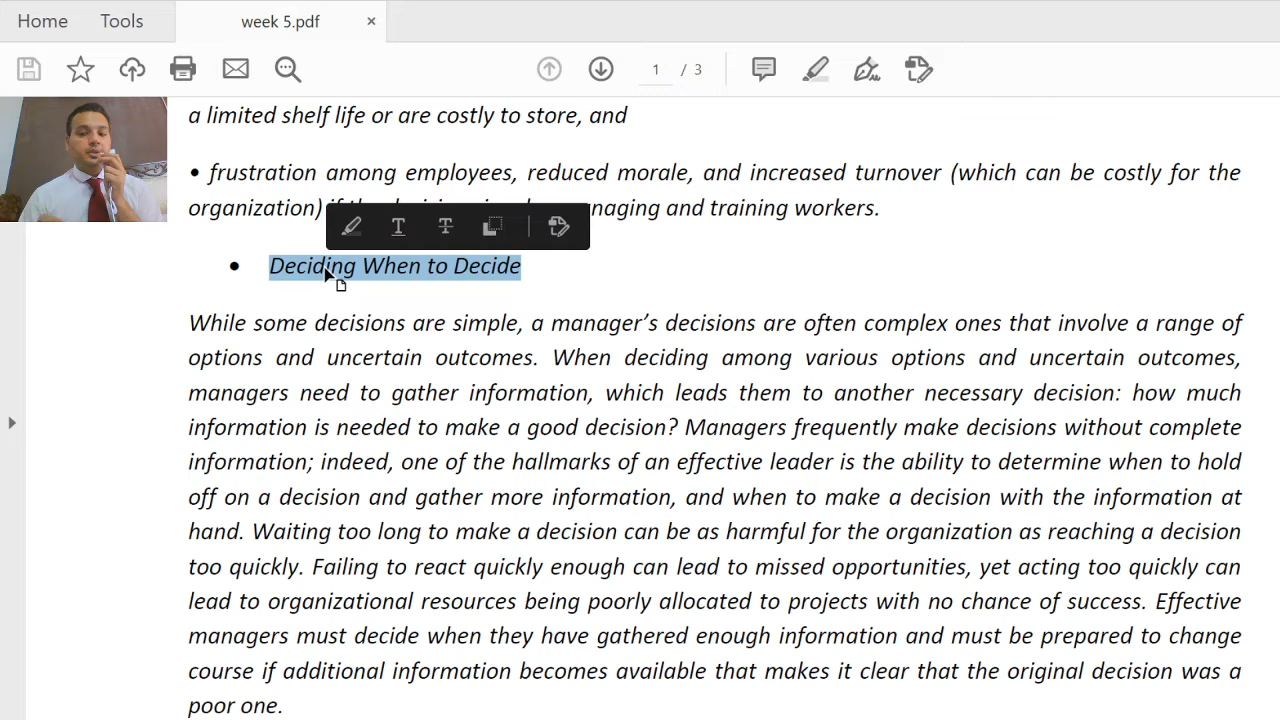 Home Tools week 5.pdf ×
1 / 3
a limited shelf life or are costly to store, and
• frustration among employees, reduced morale, and increased turnover (which can be costly for the
organization) managing and training workers.
• Deciding When to Decide
While some decisions are simple, a manager’s decisions are often complex ones that involve a range of
options and uncertain outcomes. When deciding among various options and uncertain outcomes,
managers need to gather information, which leads them to another necessary decision: how much
information is needed to make a good decision? Managers frequently make decisions without complete
information; indeed, one of the hallmarks of an effective leader is the ability to determine when to hold
off on a decision and gather more information, and when to make a decision with the information at
hand. Waiting too long to make a decision can be as harmful for the organization as reaching a decision
too quickly. Failing to react quickly enough can lead to missed opportunities, yet acting too quickly can
lead to organizational resources being poorly allocated to projects with no chance of success. Effective
managers must decide when they have gathered enough information and must be prepared to change
course if additional information becomes available that makes it clear that the original decision was a
poor one.